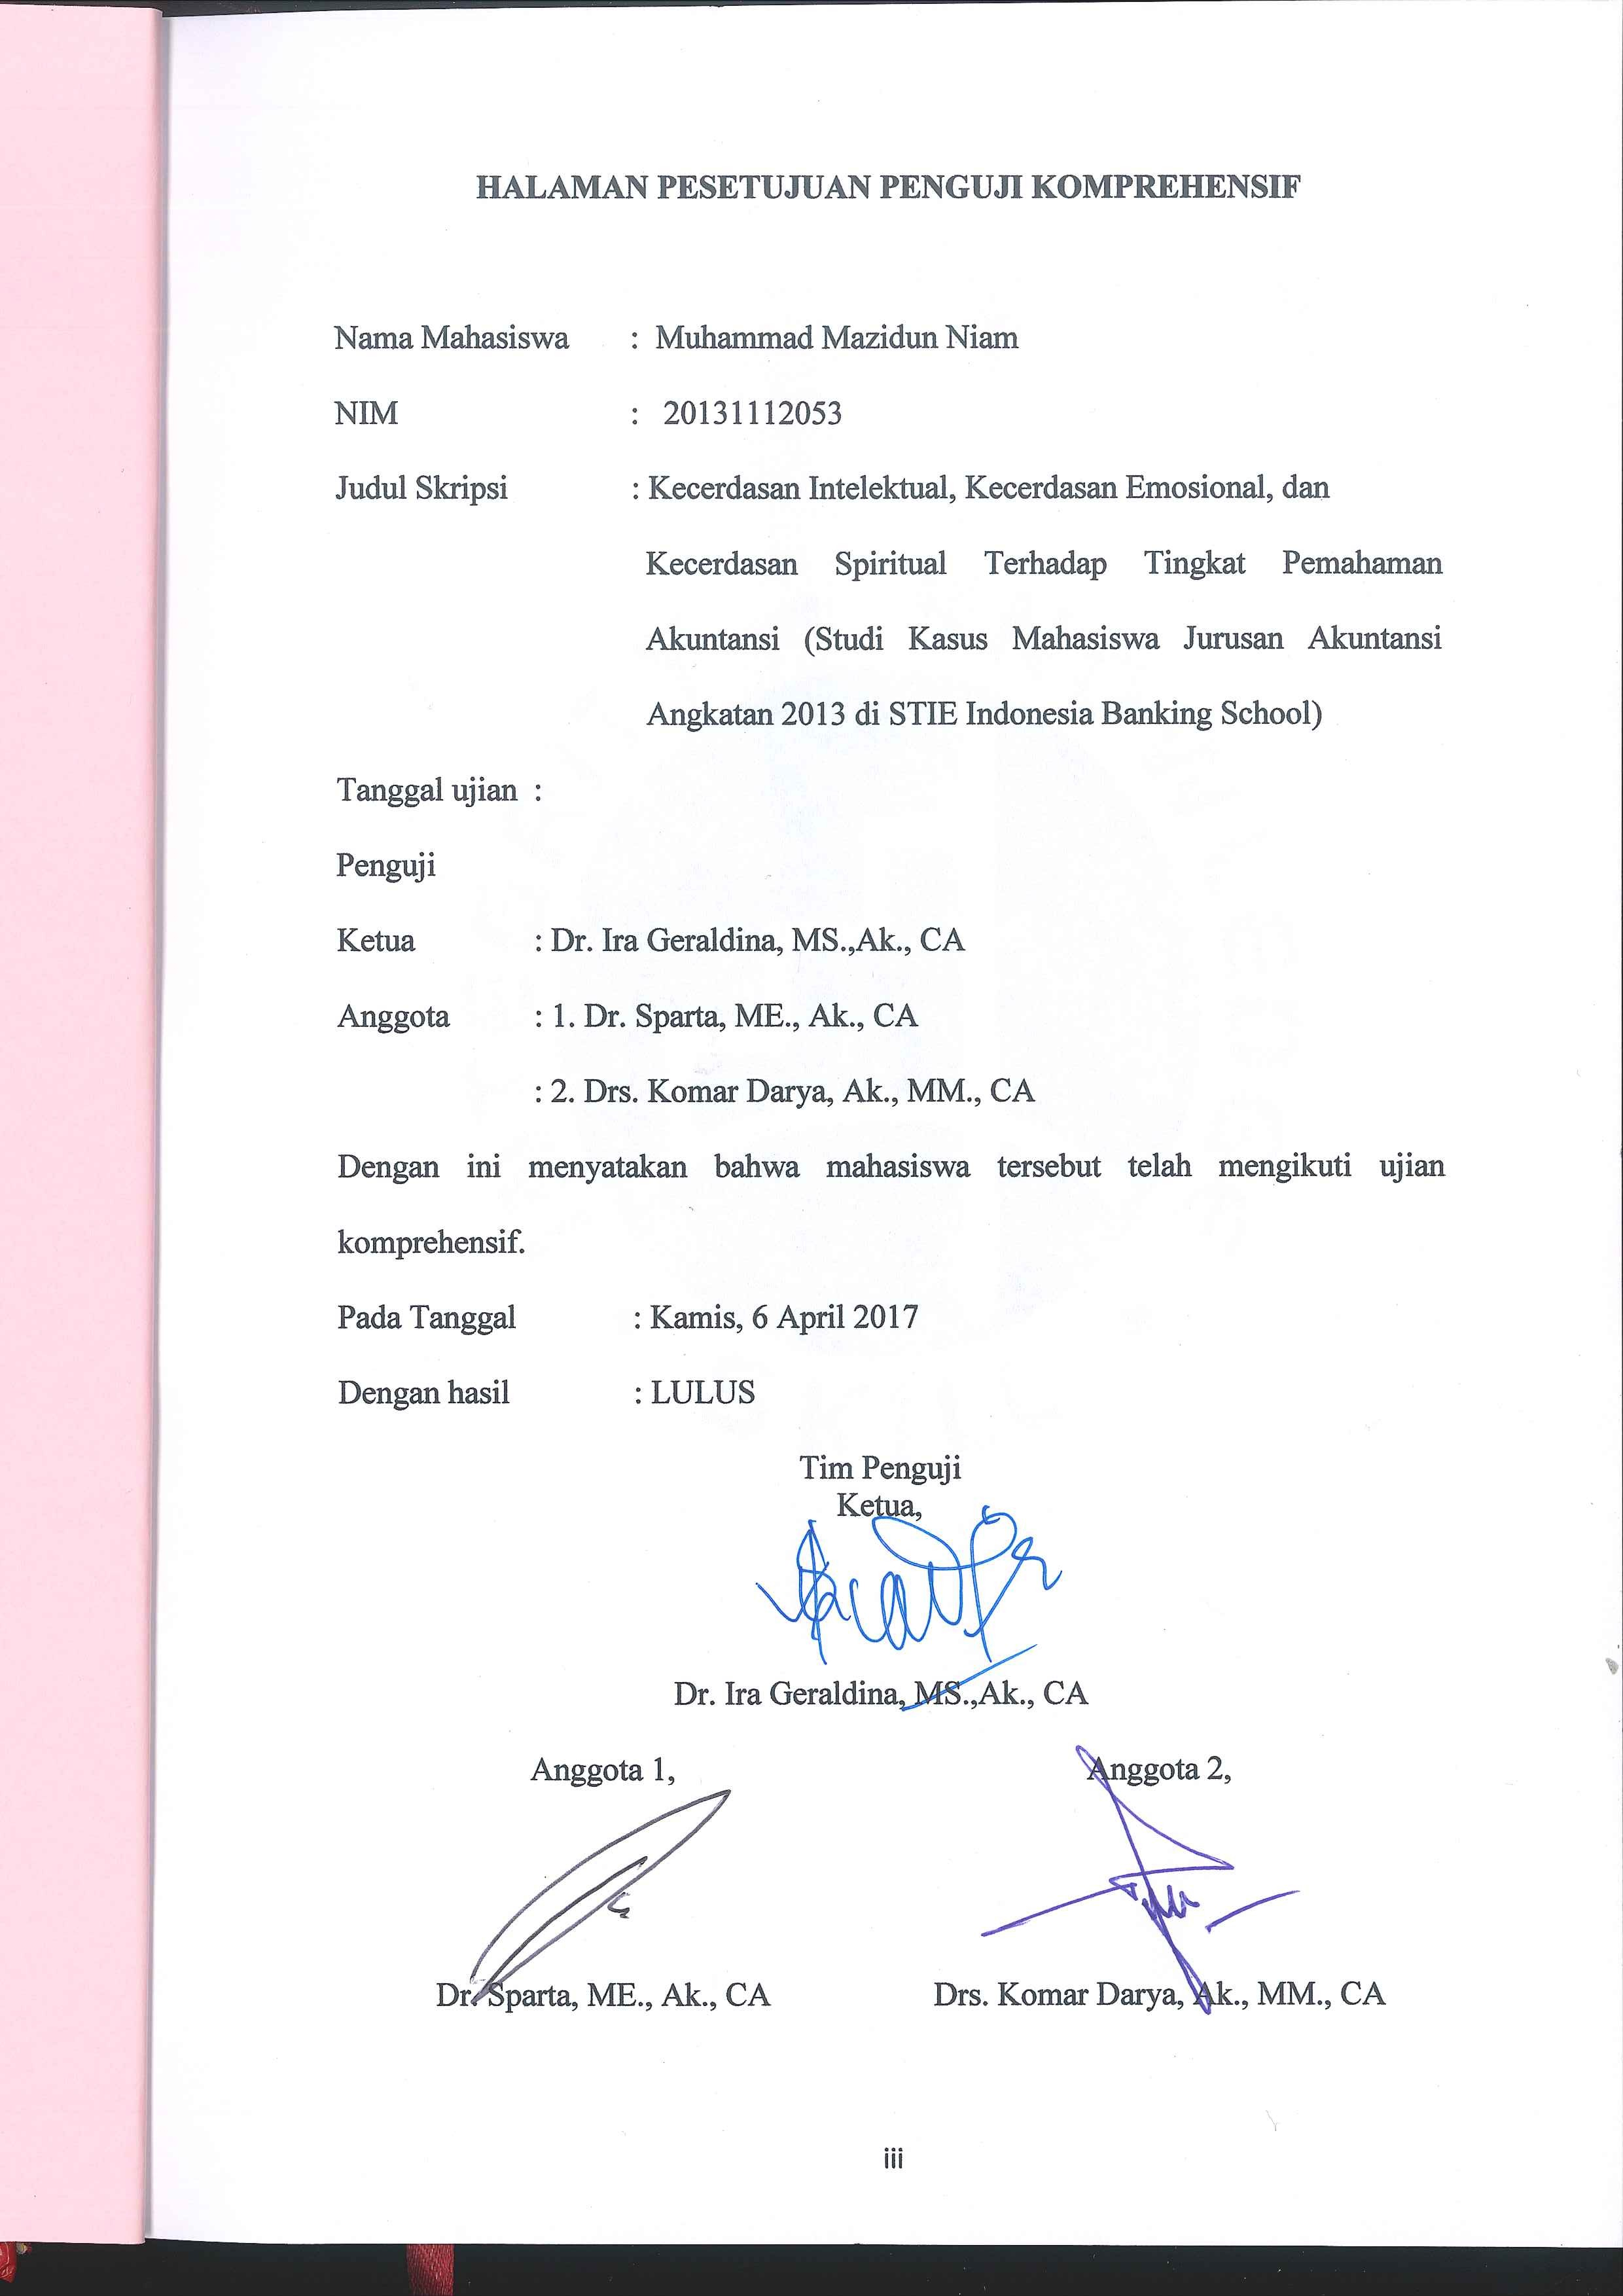 HALAMAN PESETUJUAN PENGUJI KOMPREHENSIF
Nama Mahasiswa : Muhammad Mazidun Niam
NIM : 20131112053
Judul Skripsi : Kecerdasan Intelektual, Kecerdasan Emosional, dan
Kecerdasan Spiritual Terhadap Tingkat Pemahaman
Akuntansi (Studi Kasus Mahasiswa Jurusan Akuntansi
Angkatan 2013 di STIE Indonesia Banking School)
Tanggal ujian :
Penguji
Ketua : Dr. Ira Geraldina, MS.,Ak., CA
Anggota : 1. Dr. Sparta, ME., Ak., CA
: 2. Drs. Komar Darya, Ak., MM., CA
Dengan ini menyatakan bahwa mahasiswa tersebut telah mengikuti ujian
komprehensif.
Pada Tanggal : Kamis, 6 April 2017
Dengan hasil : LULUS
Tim Penguji
Ketua,
Dr. Ira Geraldina, MS.,Ak., CA
Anggota 1, Anggota 2,
Dr. Sparta, ME., Ak., CA Drs. Komar Darya, Ak., MM., CA
iii